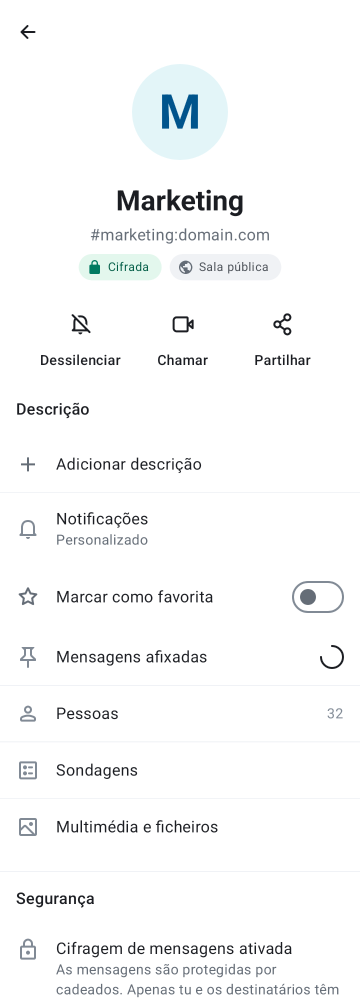 M
Marketing
#marketing:domain.com
Cifrada
Sala pública
Dessilenciar
Chamar
Partilhar
Descrição
Adicionar descrição
Notificações
Personalizado
Marcar como favorita
Mensagens afixadas
Pessoas
32
Sondagens
Multimédia e ficheiros
Segurança
Cifragem de mensagens ativada
As mensagens são protegidas por
cadeados. Apenas tu e os destinatários têm